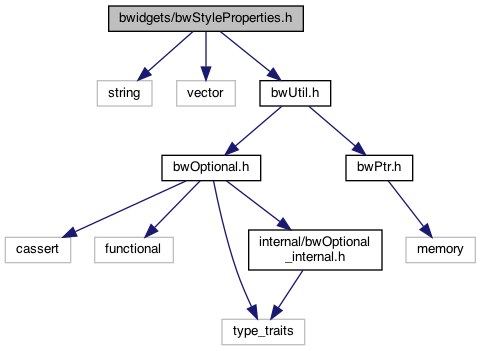 bwidgets/bwStyleProperties.h
string
vector
bwUtil.h
bwOptional.h
bwPtr.h
cassert
functional
internal/bwOptional
_internal.h
memory
type_traits